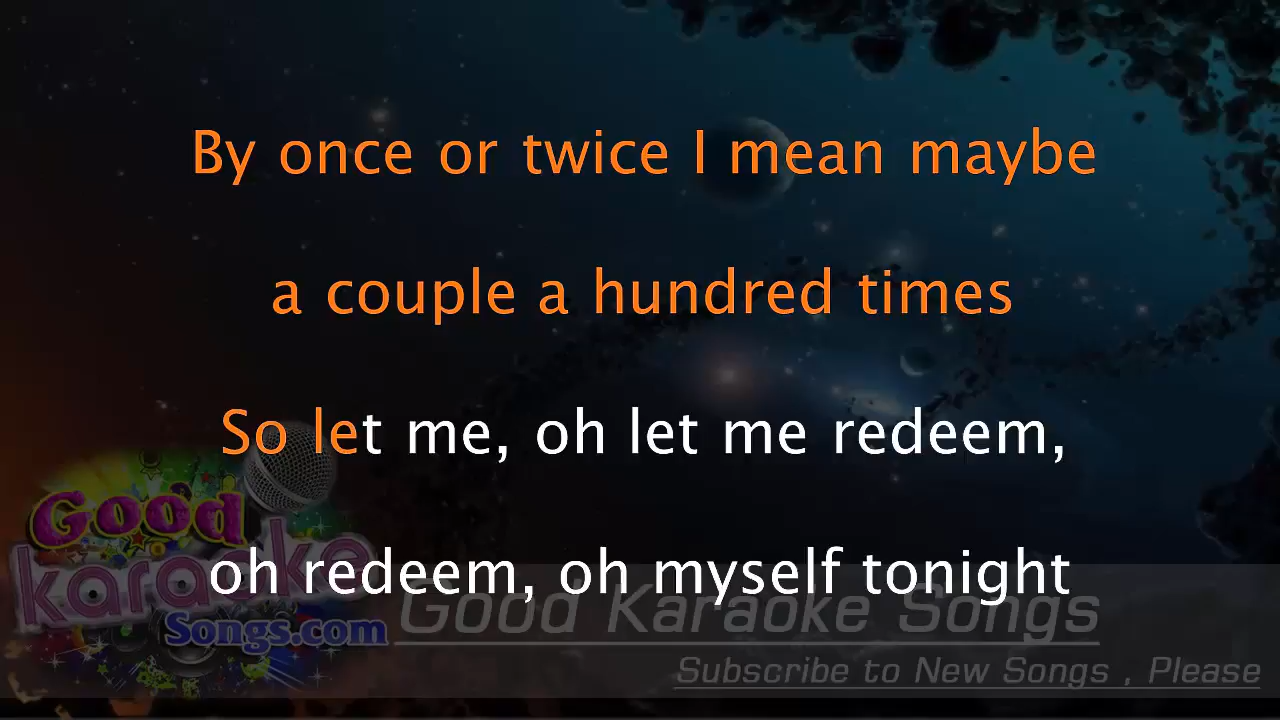 By once or twice I mean maybe
a couple a hundred times
So let me, oh let me redeem,
oh redeem, oh myself tonight
Good
karaoke
Songs.com
Good Karaoke Songs
Subscribe to New Songs , Please